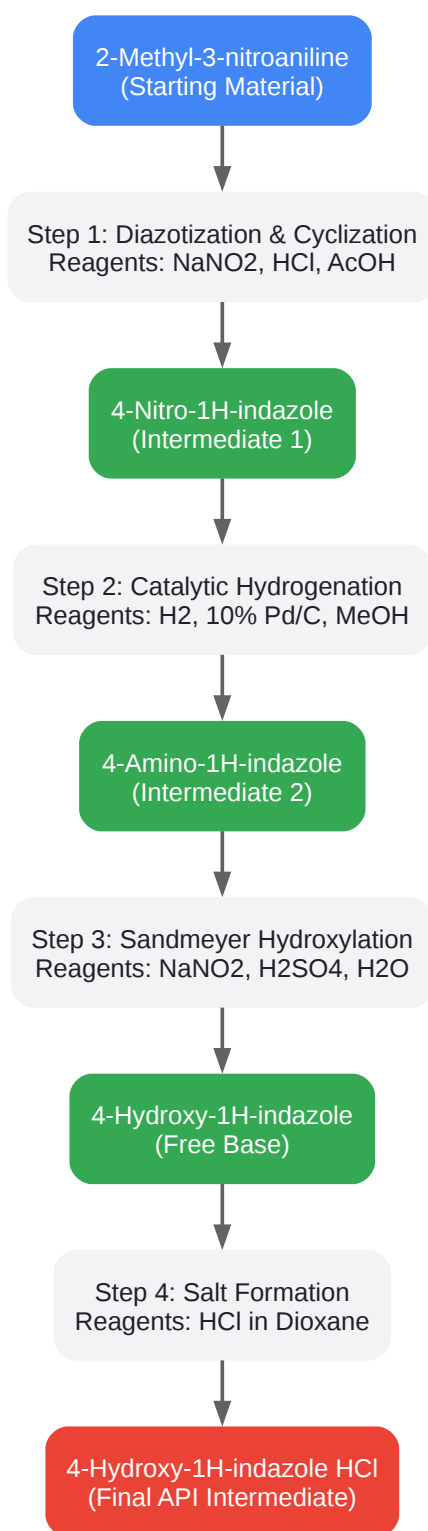 2-Methyl-3-nitroaniline
(Starting Material)
Step 1: Diazotization & Cyclization
Reagents: NaNO2, HCl, AcOH
4-Nitro-1H-indazole
(Intermediate 1)
Step 2: Catalytic Hydrogenation
Reagents: H2, 10% Pd/C, MeOH
4-Amino-1H-indazole
(Intermediate 2)
Step 3: Sandmeyer Hydroxylation
Reagents: NaNO2, H2SO4, H2O
4-Hydroxy-1H-indazole
(Free Base)
Step 4: Salt Formation
Reagents: HCl in Dioxane
4-Hydroxy-1H-indazole HCl
(Final API Intermediate)